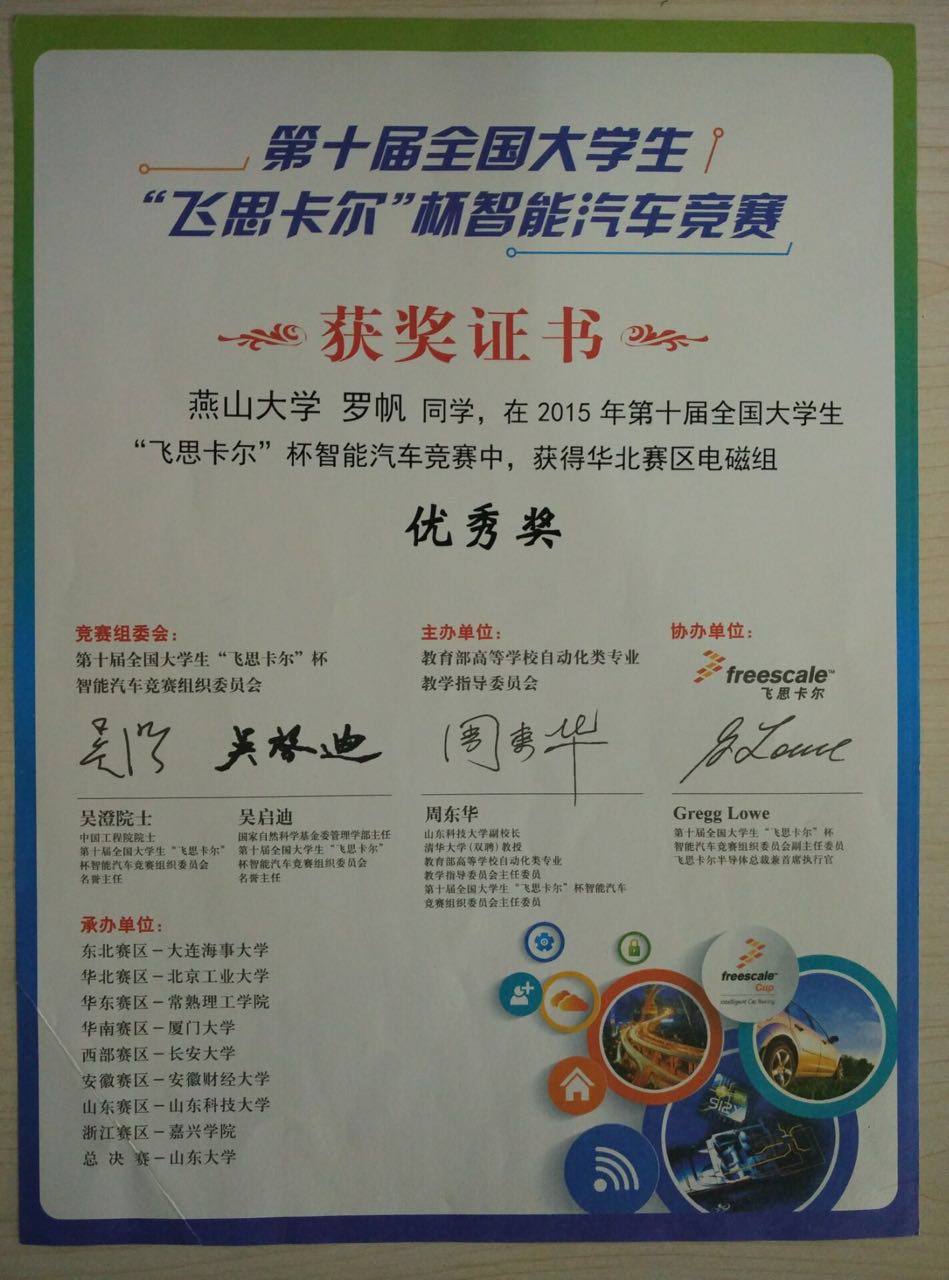 第十届全国大学生
“飞思卡尔”杯智能汽车竞赛
获奖证书
燕山大学 罗帆 同学，在 2015 年第十届全国大学生
“飞思卡尔”杯智能汽车竞赛中，获得华北赛区电磁组
优秀奖
竞赛组委会：
第十届全国大学生“飞思卡尔”杯
智能汽车竞赛组织委员会
主办单位：
教育部高等学校自动化类专业
教学指导委员会
协办单位：
freescale™
飞思卡尔
吴澄
吴启迪
周东华
G Lowe
吴澄院士
中国工程院院士
第十届全国大学生“飞思卡尔”
杯智能汽车竞赛组织委员会
名誉主任
吴启迪
国家自然科学基金委管理学部主任
第十届全国大学生“飞思卡尔”
杯智能汽车竞赛组织委员会
名誉主任
周东华
山东科技大学副校长
清华大学(双聘)教授
教育部高等学校自动化类专业
教学指导委员会主任委员
第十届全国大学生“飞思卡尔”杯智能汽车
竞赛组织委员会主任委员
Gregg Lowe
第十届全国大学生“飞思卡尔”杯
智能汽车竞赛组织委员会副主任委员
飞思卡尔半导体总裁兼首席执行官
承办单位：
东北赛区－大连海事大学
华北赛区－北京工业大学
华东赛区－常熟理工学院
华南赛区－厦门大学
西部赛区－长安大学
安徽赛区－安徽财经大学
山东赛区－山东科技大学
浙江赛区－嘉兴学院
总 决 赛－山东大学
freescale™
Cup
Intelligent Car Racing
S12X